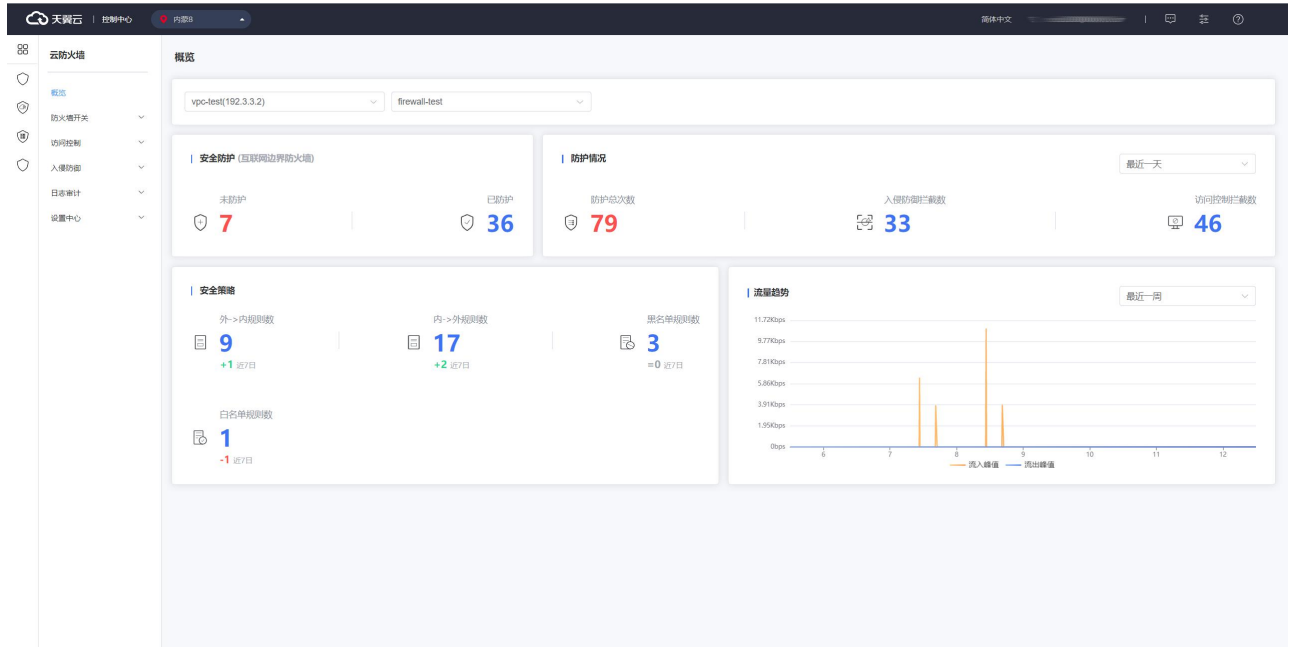 天翼云 | 控制中心 内蒙8 简体中文
云防火墙
概览
防火墙开关
访问控制
入侵防御
日志审计
设置中心
概览
vpc-test(192.3.3.2) firewall-test
安全防护 (互联网边界防火墙)
未防护 已防护
7 36
防护情况 最近一天
防护总次数 入侵防御拦截数 访问控制拦截数
79 33 46
安全策略
外->内规则数 内->外规则数 黑名单规则数
9 17 3
+1 近7日 +2 近7日 =0 近7日
白名单规则数
1
-1 近7日
流量趋势 最近一周
11.72Kbps
9.77Kbps
7.81Kbps
5.86Kbps
3.91Kbps
1.95Kbps
0bps
6 7 8 9 10 11 12
流入峰值 流出峰值